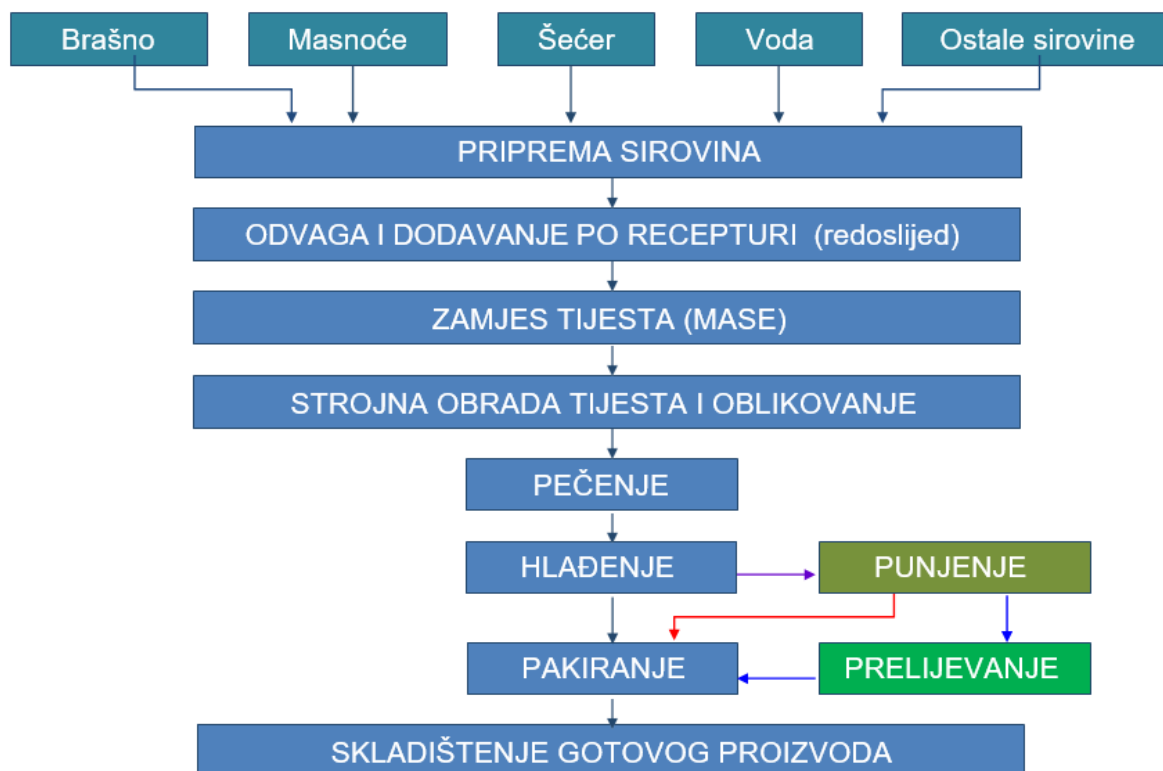 Brašno
Masnoće
Šećer
Voda
Ostale sirovine
PRIPREMA SIROVINA
ODVAGA I DODAVANJE PO RECEPTURI (redoslijed)
ZAMJES TIJESTA (MASE)
STROJNA OBRADA TIJESTA I OBLIKOVANJE
PEČENJE
HLAĐENJE
PUNJENJE
PAKIRANJE
PRELIJEVANJE
SKLADIŠTENJE GOTOVOG PROIZVODA